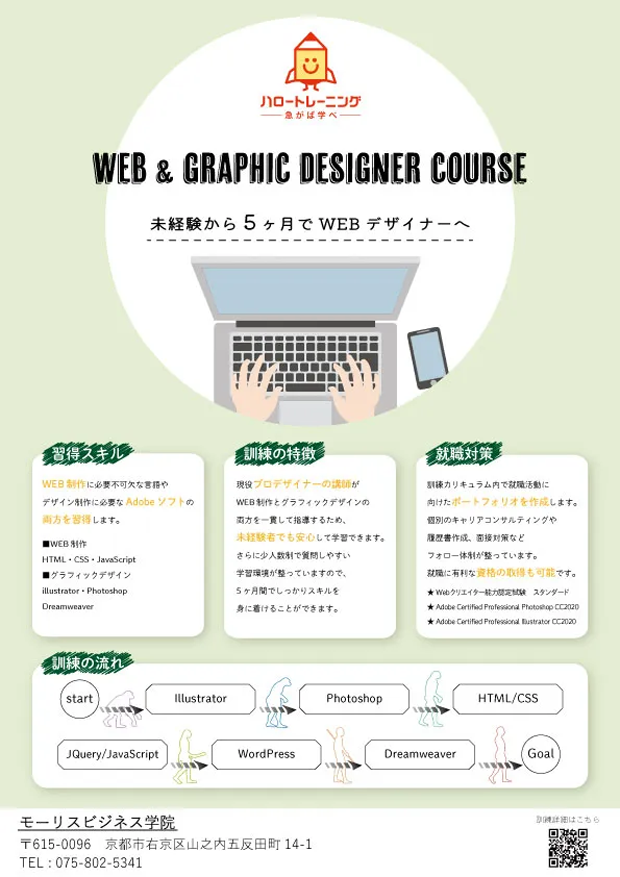 ハロートレーニング
急がば学べ
WEB & GRAPHIC DESIGNER COURSE
未経験から5ヶ月でWEBデザイナーへ
習得スキル
WEB制作に必要不可欠な言語や
デザイン制作に必要なAdobeソフトの
両方を習得します。
■WEB制作
HTML・CSS・JavaScript
■グラフィックデザイン
illustrator・Photoshop
Dreamweaver
訓練の特徴
現役プロデザイナーの講師が
WEB制作とグラフィックデザインの
両方を一貫して指導するため、
未経験者でも安心して学習できます。
さらに少人数制で質問しやすい
学習環境が整っていますので、
5ヶ月間でしっかりスキルを
身に着けることができます。
就職対策
訓練カリキュラム内で就職活動に
向けたポートフォリオを作成します。
個別のキャリアコンサルティングや
履歴書作成、面接対策など
フォロー体制が整っています。
就職に有利な資格の取得も可能です。
★ Webクリエイター能力認定試験 スタンダード
★ Adobe Certified Professional Photoshop CC2020
★ Adobe Certified Professional Illustrator CC2020
訓練の流れ
start
Illustrator
Photoshop
HTML/CSS
JQuery/JavaScript
WordPress
Dreamweaver
Goal
モーリスビジネス学院
〒615-0096 京都市右京区山之内五反田町14-1
TEL : 075-802-5341
訓練詳細はこちら